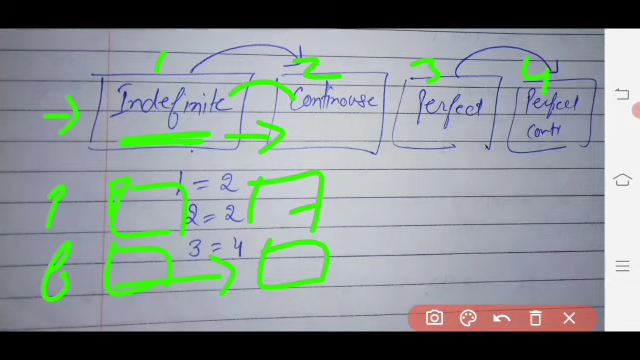 1 2 3 4
Indefinite Continouse Perfect Perfect
conti
1 = 2
2 = 2
3 = 4